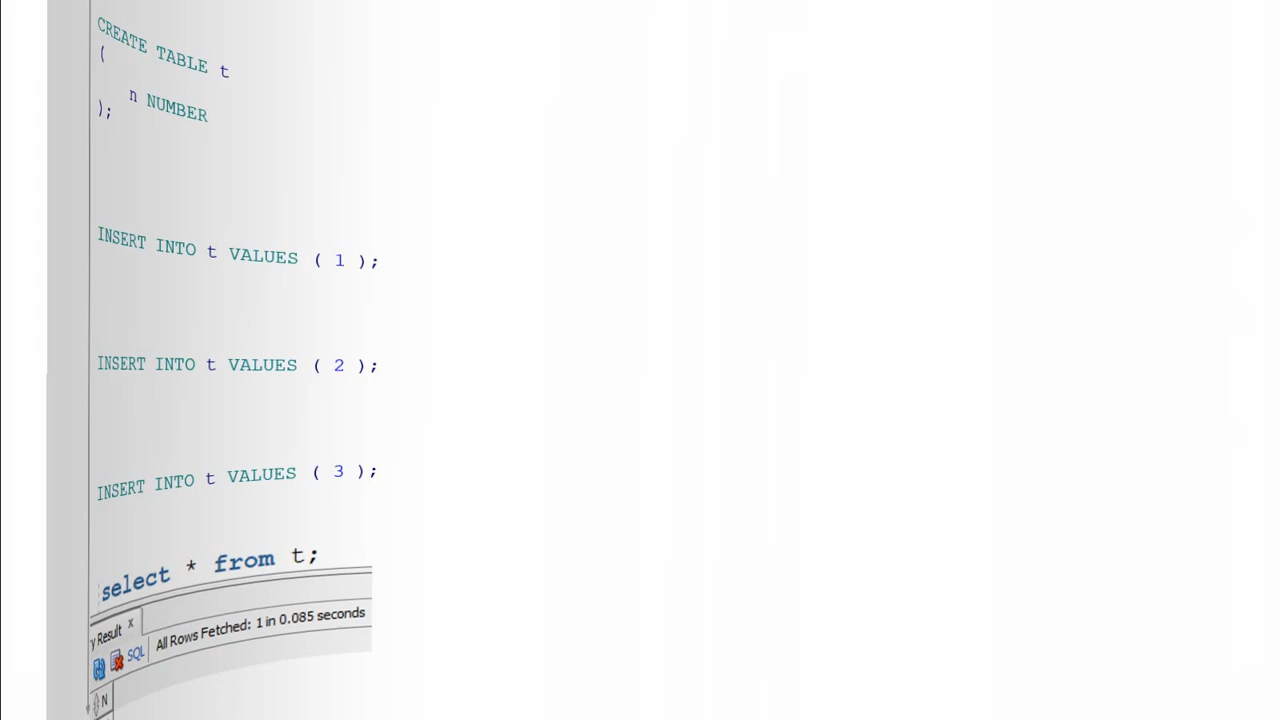 CREATE TABLE t
(
n NUMBER
);
INSERT INTO t VALUES ( 1 );
INSERT INTO t VALUES ( 2 );
INSERT INTO t VALUES ( 3 );
select * from t;
y Result x
SQL All Rows Fetched: 1 in 0.085 seconds
N